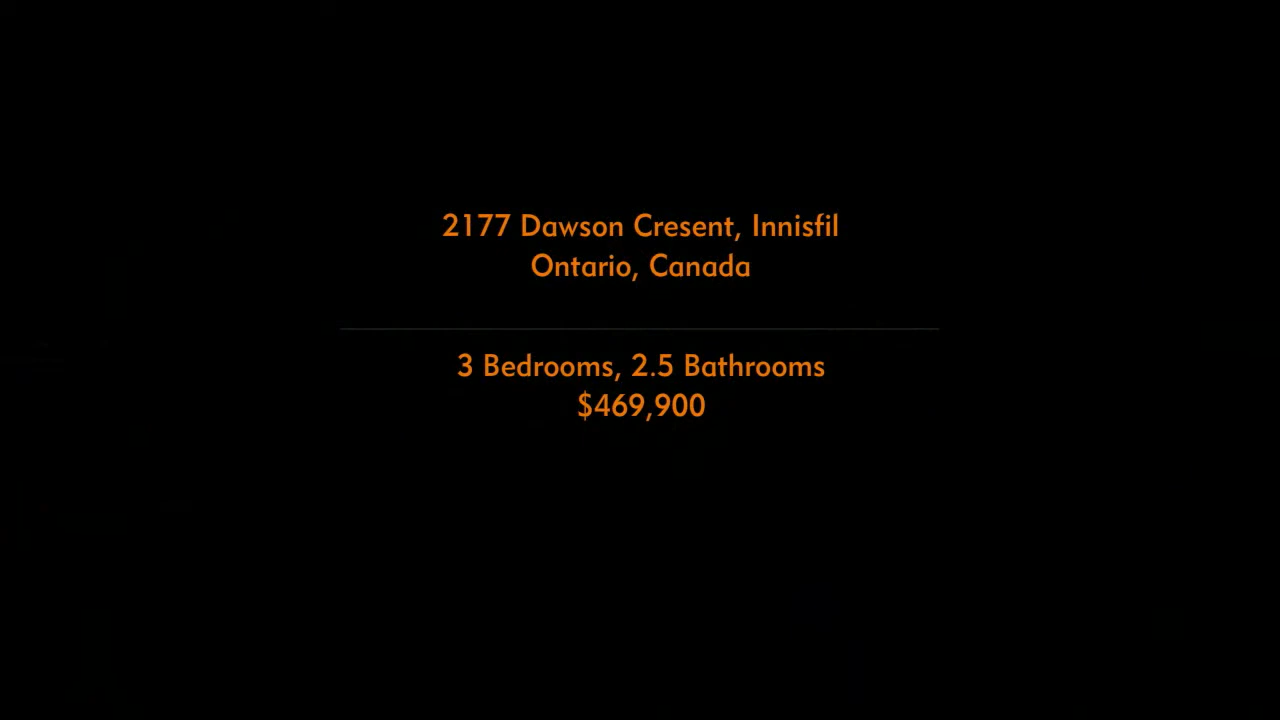 2177 Dawson Cresent, Innisfil
Ontario, Canada
3 Bedrooms, 2.5 Bathrooms
$469,900